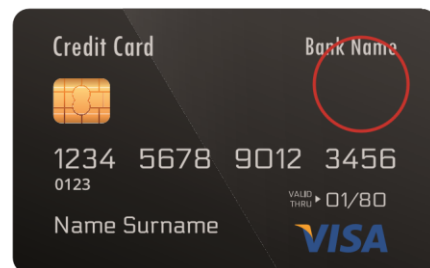 Credit Card Bank Name
1234 5678 9012 3456
0123
VALID THRU 01/80
Name Surname
VISA